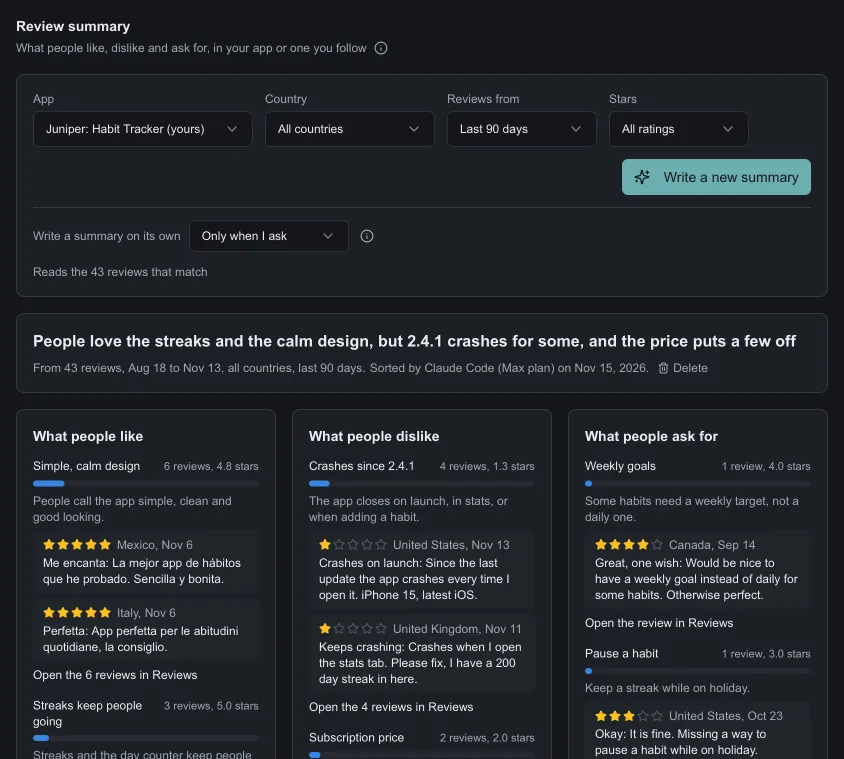 Review summary
What people like, dislike and ask for, in your app or one you follow
App
Country
Reviews from
Stars
Juniper: Habit Tracker (yours)
All countries
Last 90 days
All ratings
Write a new summary
Write a summary on its own
Only when I ask
Reads the 43 reviews that match
People love the streaks and the calm design, but 2.4.1 crashes for some, and the price puts a few off
From 43 reviews, Aug 18 to Nov 13, all countries, last 90 days. Sorted by Claude Code (Max plan) on Nov 15, 2026.
Delete
What people like
Simple, calm design
6 reviews, 4.8 stars
People call the app simple, clean and
good looking.
Mexico, Nov 6
Me encanta: La mejor app de hábitos
que he probado. Sencilla y bonita.
Italy, Nov 6
Perfetta: App perfetta per le abitudini
quotidiane, la consiglio.
Open the 6 reviews in Reviews
Streaks keep people
going
3 reviews, 5.0 stars
Streaks and the day counter keep people
What people dislike
Crashes since 2.4.1
4 reviews, 1.3 stars
The app closes on launch, in stats, or
when adding a habit.
United States, Nov 13
Crashes on launch: Since the last
update the app crashes every time I
open it. iPhone 15, latest iOS.
United Kingdom, Nov 11
Keeps crashing: Crashes when I open
the stats tab. Please fix, I have a 200
day streak in here.
Open the 4 reviews in Reviews
Subscription price
2 reviews, 2.0 stars
What people ask for
Weekly goals
1 review, 4.0 stars
Some habits need a weekly target, not a
daily one.
Canada, Sep 14
Great, one wish: Would be nice to
have a weekly goal instead of daily for
some habits. Otherwise perfect.
Open the review in Reviews
Pause a habit
1 review, 3.0 stars
Keep a streak while on holiday.
United States, Oct 23
Okay: It is fine. Missing a way to
pause a habit while on holiday.